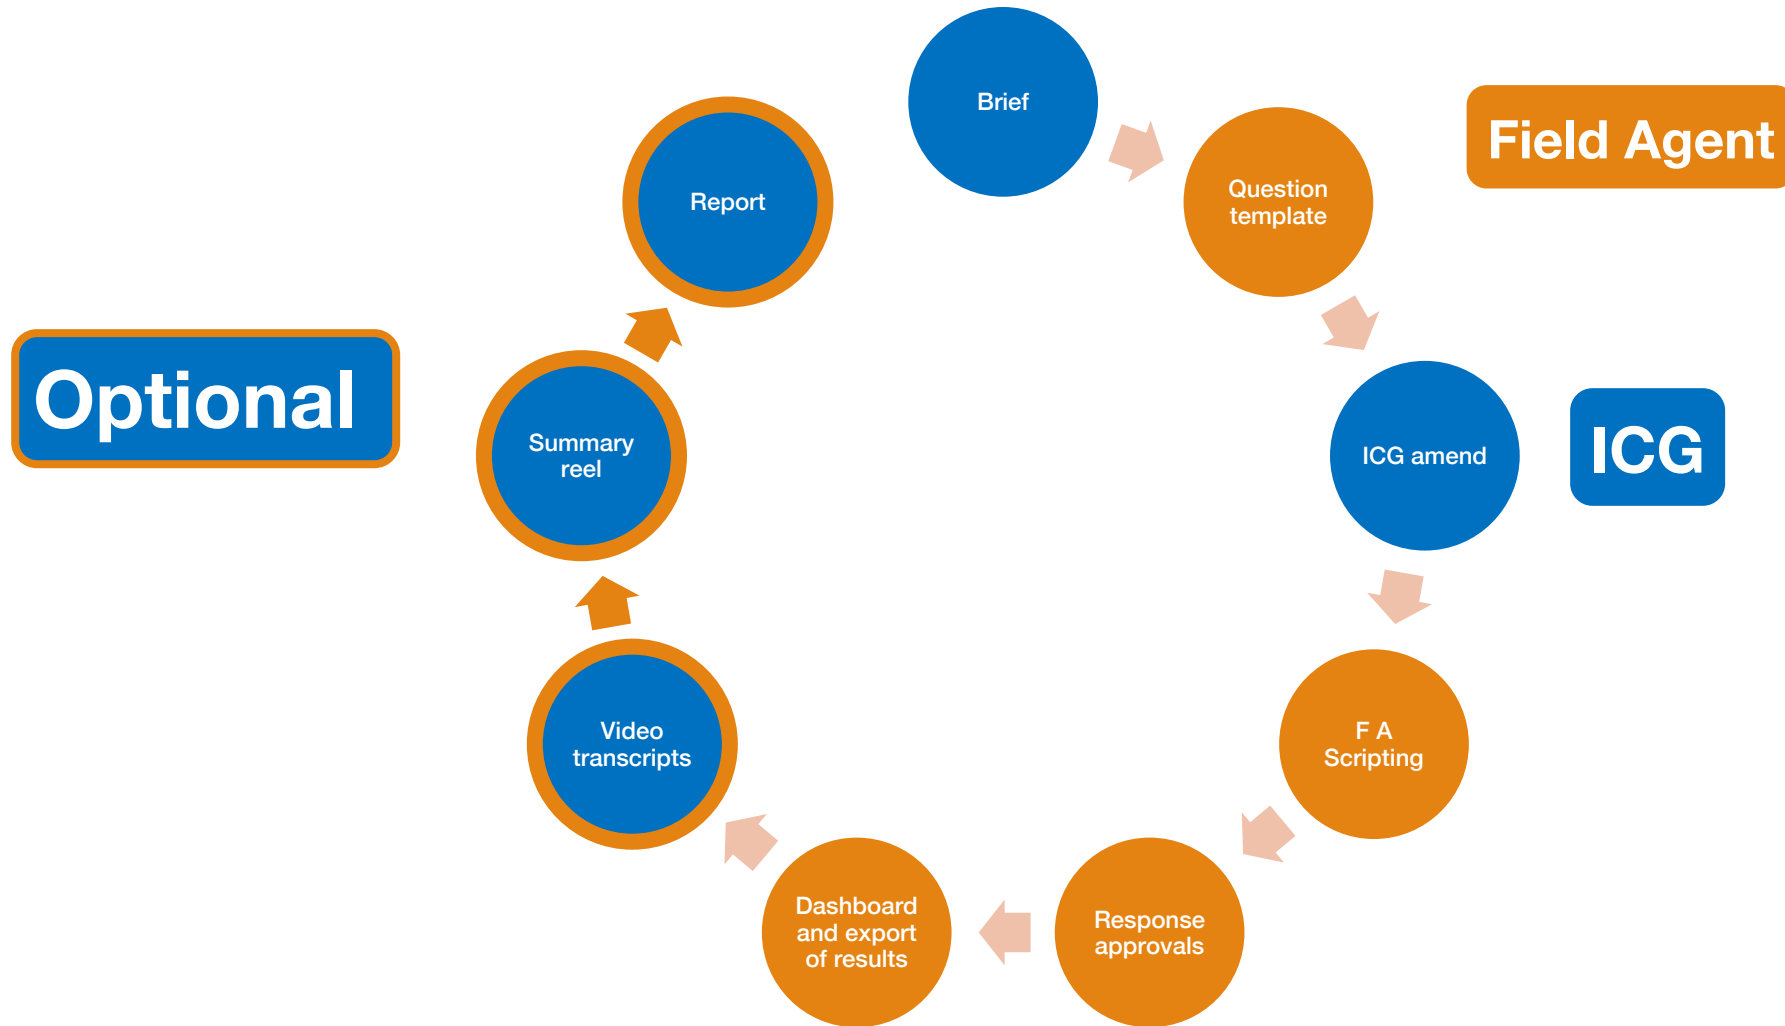 Brief
Question
template
Field Agent
ICG amend
ICG
F A
Scripting
Response
approvals
Dashboard
and export
of results
Video
transcripts
Summary
reel
Report
Optional